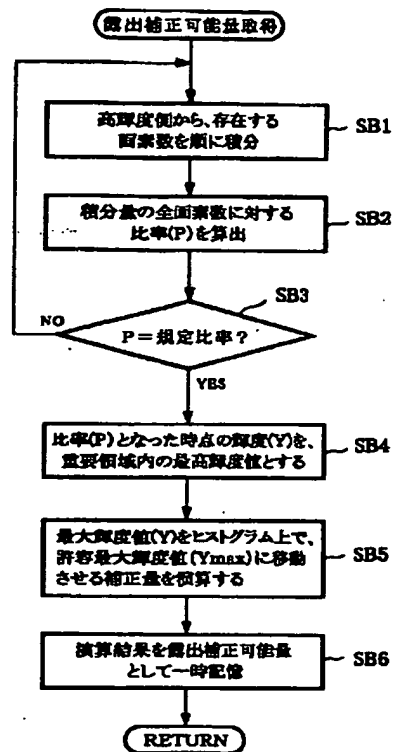 露出補正可能量取得
高輝度側から、存在する
画素数を順に積分
SB1
積分量の全画素数に対する
比率(P)を算出
SB2
SB3
P=規定比率?
NO
YES
比率(P)となった時点の輝度(Y)を、
重要領域内の最高輝度値とする
SB4
最大輝度値(Y)をヒストグラム上で、
許容最大輝度値(Ymax)に移動
させる補正量を演算する
SB5
演算結果を露出補正可能量
として一時記憶
SB6
RETURN